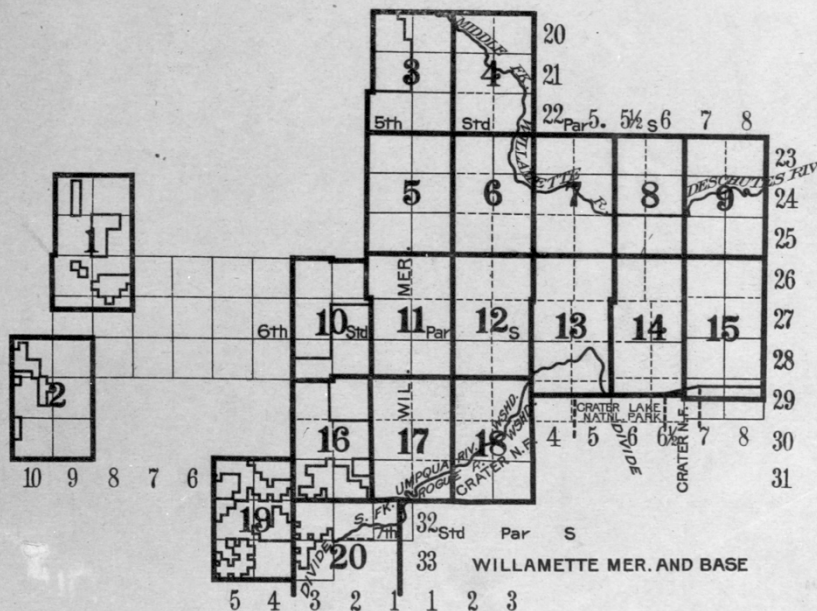 20
MIDDLE FK. WILLAMETTE R.
3 4 21
5th Std 22 Par 5. 5½ S 6 7 8
23
DESCHUTES RIV
1 5 6 7 8 9 24
25
MER.
26
6th 10 Std 11 Par 12 S 13 14 15 27
28
2 WIL. 29
CRATER LAKE
NATNL. PARK
16 17 18 4 5 6 6½ 7 8 30
UMPQUA RIV. WSHD.
ROGUE R. WSHD.
CRATER N.F.
DIVIDE
CRATER N.F.
10 9 8 7 6 31
19 S. FK. 32
7th Std Par S
DIVIDE 20 33
WILLAMETTE MER. AND BASE
5 4 3 2 1 1 2 3